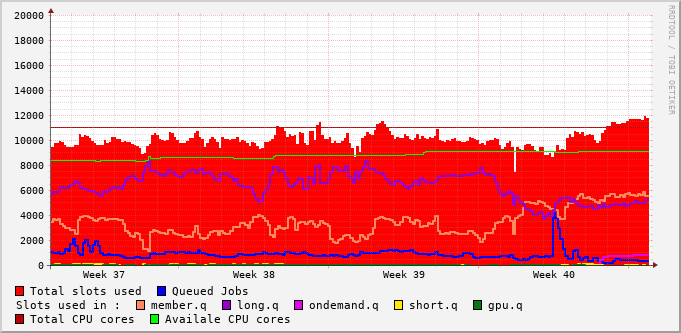 RRDTOOL / TOBI OETIKER
20000
18000
16000
14000
12000
10000
8000
6000
4000
2000
0
Week 37 Week 38 Week 39 Week 40
Total slots used Queued Jobs
Slots used in : member.q long.q ondemand.q short.q gpu.q
Total CPU cores Availale CPU cores